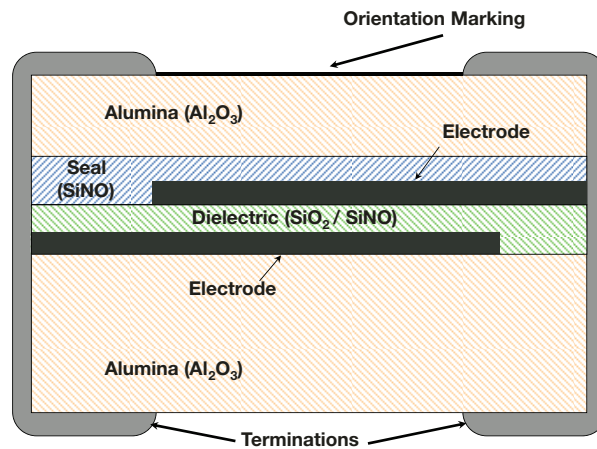 Orientation Marking
Alumina (Al₂O₃)
Electrode
Seal
(SiNO)
Dielectric (SiO₂ / SiNO)
Electrode
Alumina (Al₂O₃)
Terminations